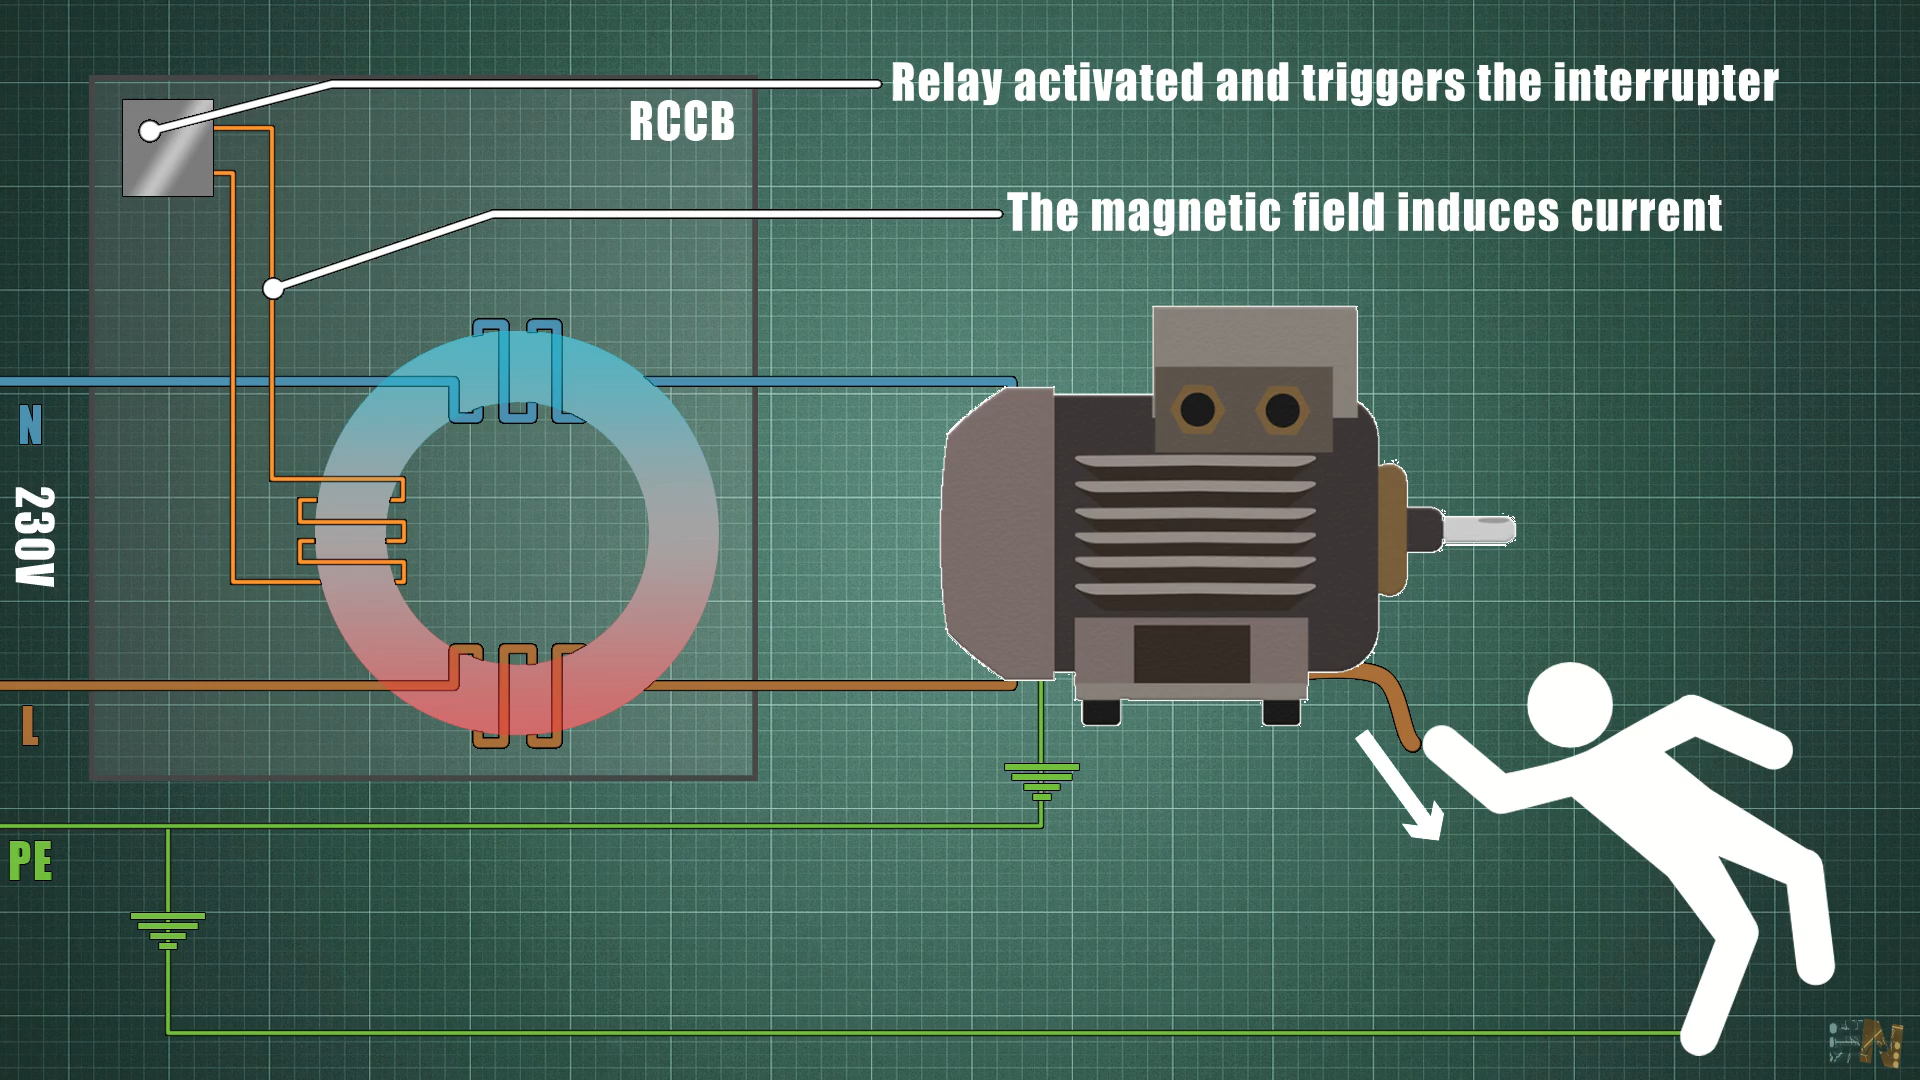 Relay activated and triggers the interrupter
RCCB
The magnetic field induces current
N
230V
L
PE